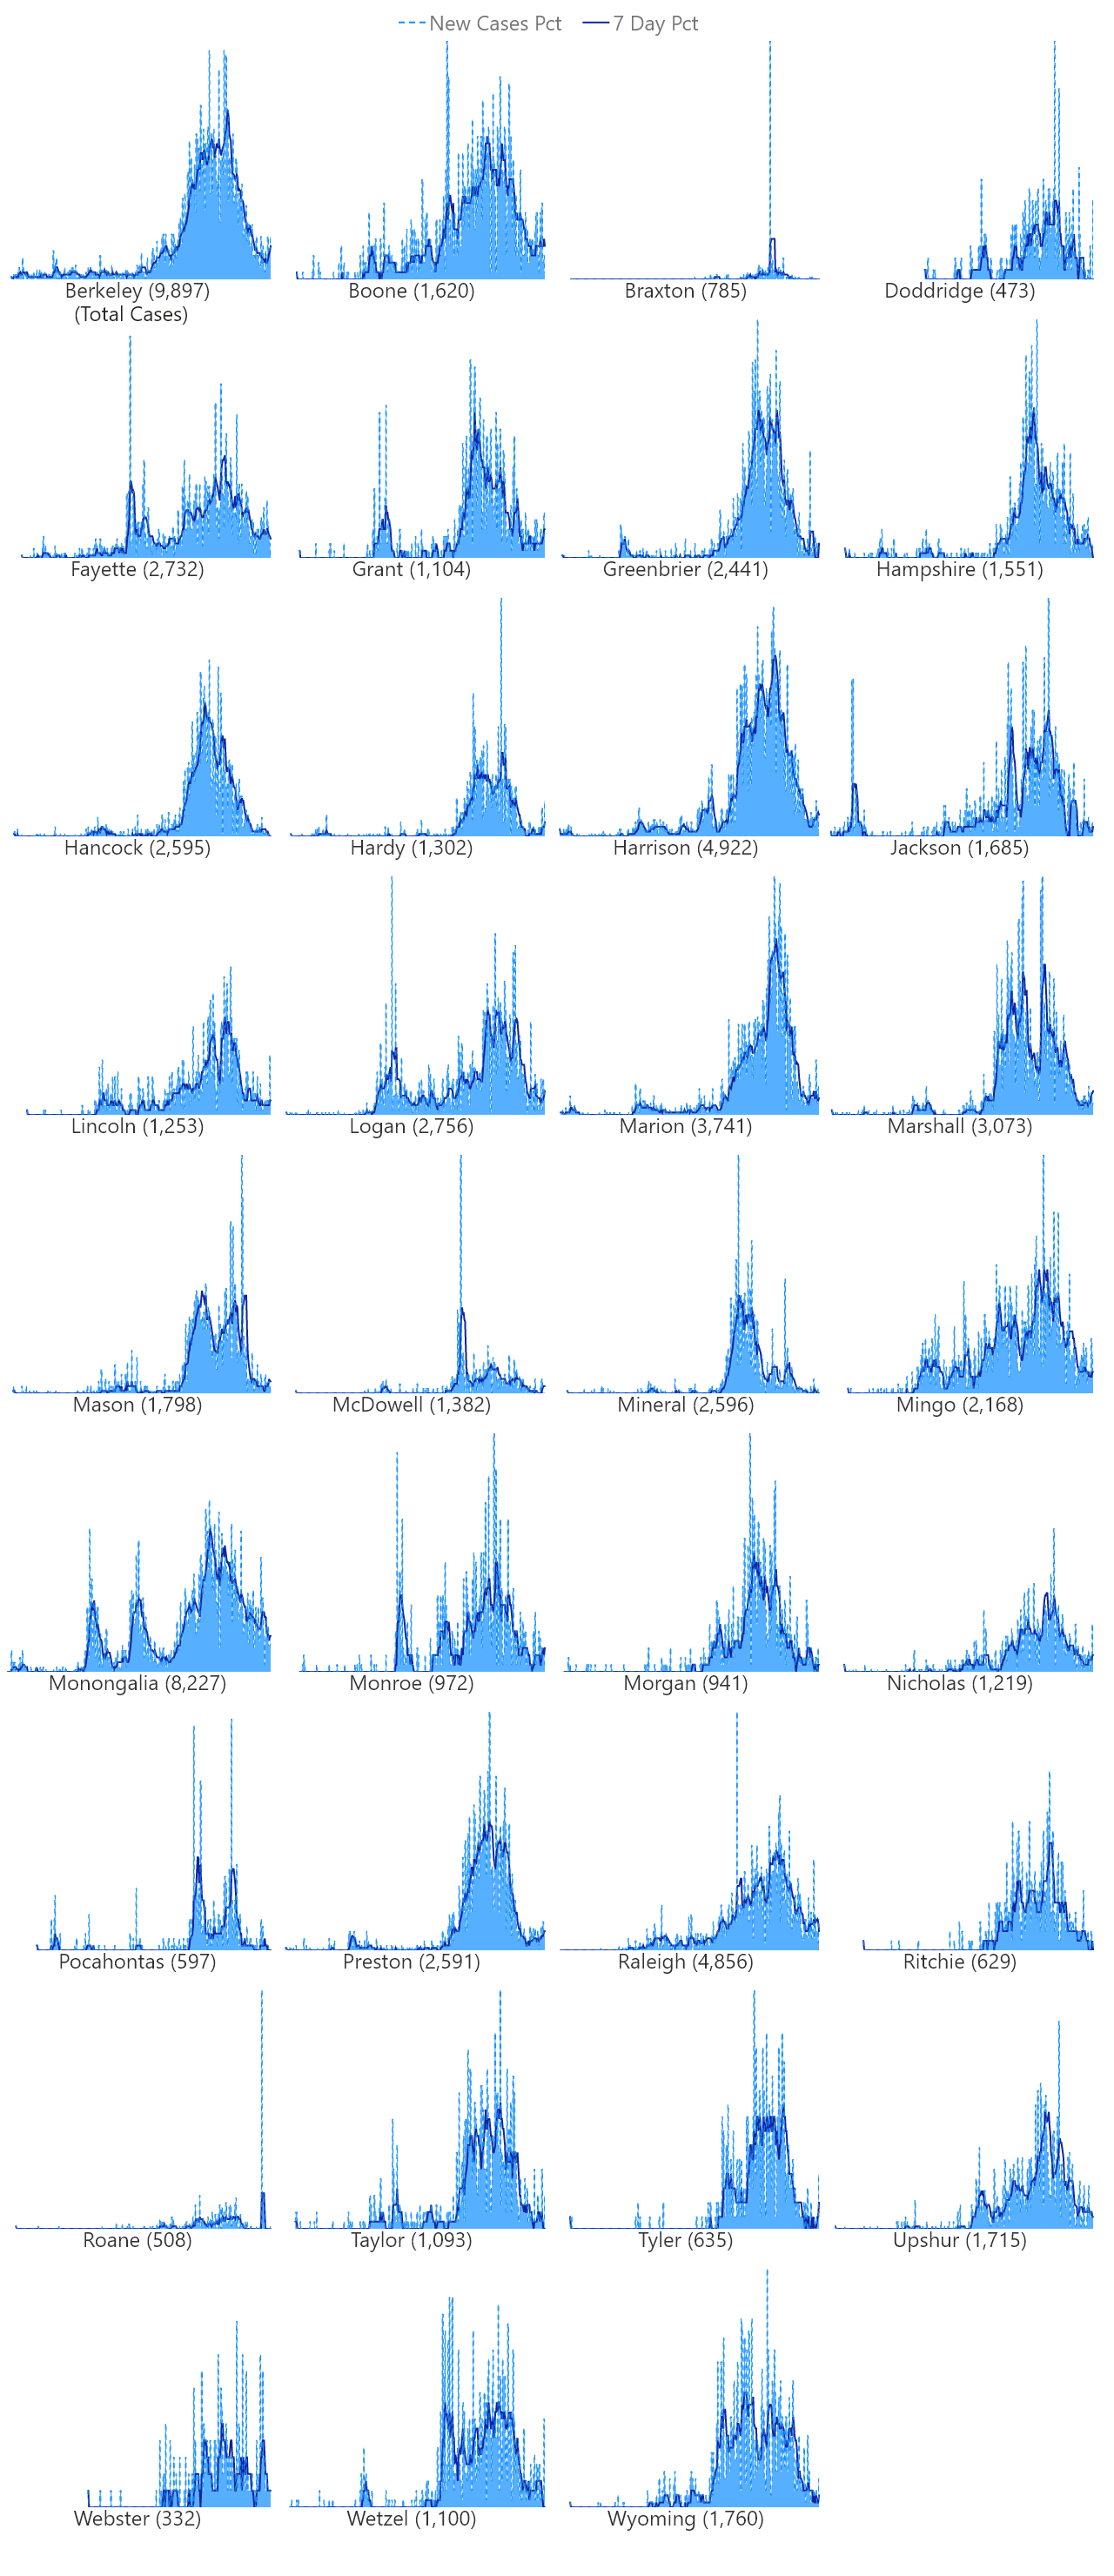 New Cases Pct 7 Day Pct
Berkeley (9,897) Boone (1,620) Braxton (785) Doddridge (473)
(Total Cases)
Fayette (2,732) Grant (1,104) Greenbrier (2,441) Hampshire (1,551)
Hancock (2,595) Hardy (1,302) Harrison (4,922) Jackson (1,685)
Lincoln (1,253) Logan (2,756) Marion (3,741) Marshall (3,073)
Mason (1,798) McDowell (1,382) Mineral (2,596) Mingo (2,168)
Monongalia (8,227) Monroe (972) Morgan (941) Nicholas (1,219)
Pocahontas (597) Preston (2,591) Raleigh (4,856) Ritchie (629)
Roane (508) Taylor (1,093) Tyler (635) Upshur (1,715)
Webster (332) Wetzel (1,100) Wyoming (1,760)